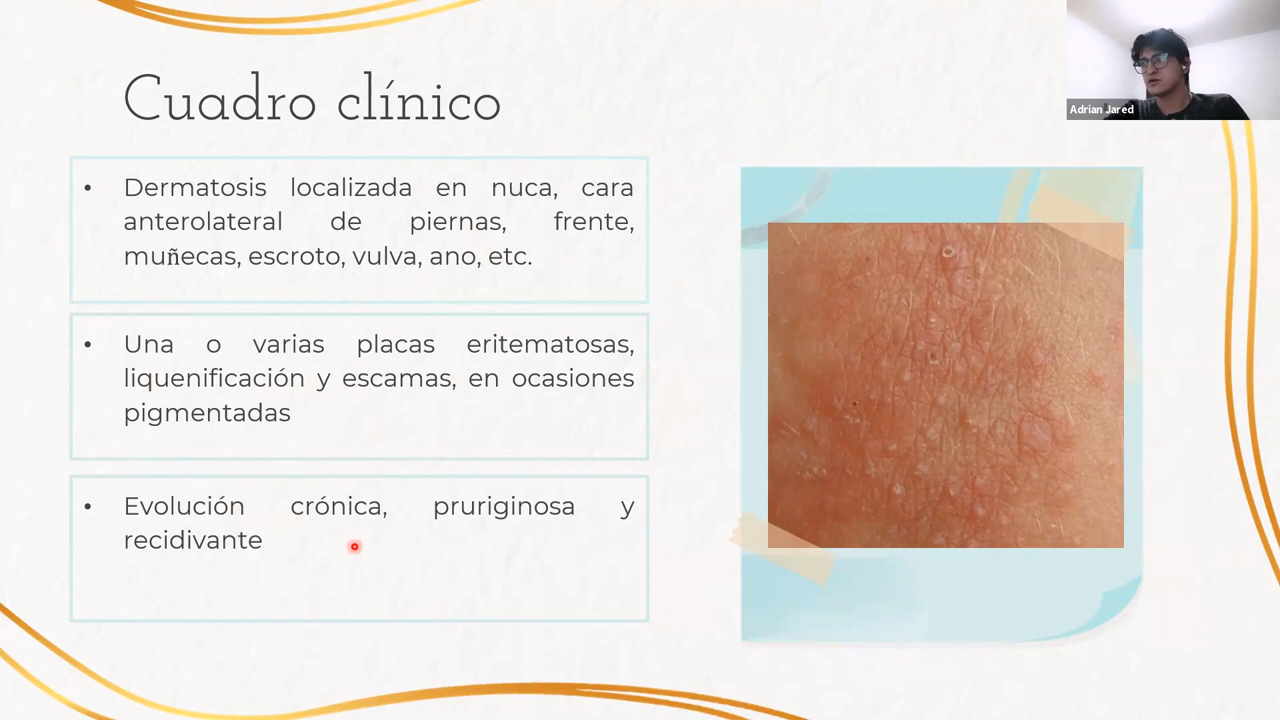 Cuadro clínico
Adrian Jared
• Dermatosis localizada en nuca, cara
anterolateral de piernas, frente,
muñecas, escroto, vulva, ano, etc.
• Una o varias placas eritematosas,
liquenificación y escamas, en ocasiones
pigmentadas
• Evolución crónica, pruriginosa y
recidivante